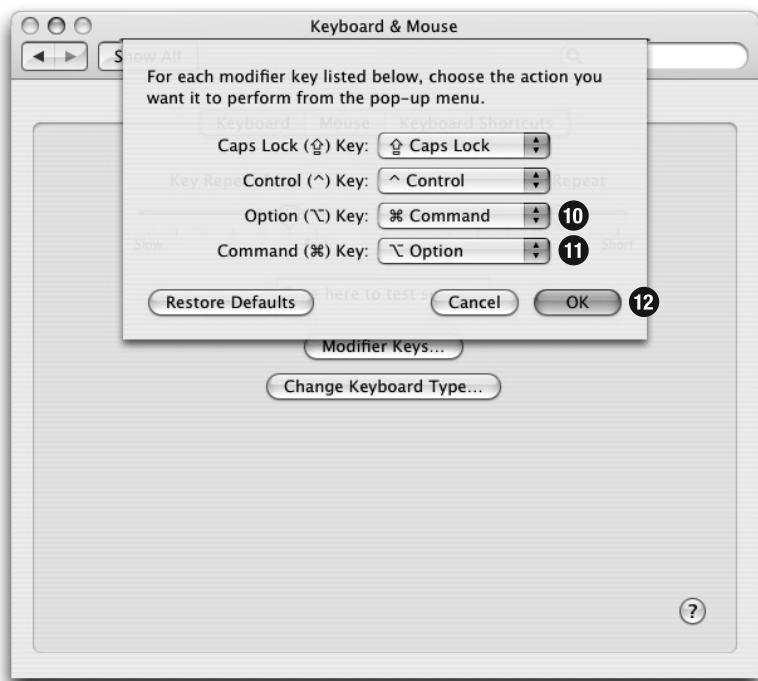 Keyboard & Mouse
Show All
For each modifier key listed below, choose the action you
want it to perform from the pop-up menu.
Keyboard Mouse Keyboard Shortcuts
Caps Lock (⇪) Key: ⇪ Caps Lock
Control (^) Key: ^ Control
Option (⌥) Key: ⌘ Command 10
Slow Short
Command (⌘) Key: ⌥ Option 11
Restore Defaults Cancel OK 12
Modifier Keys...
Change Keyboard Type...
?